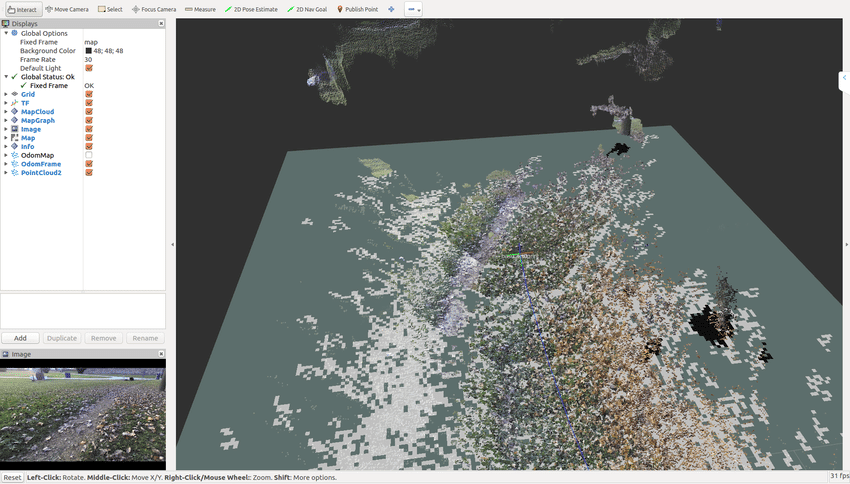 Interact Move Camera Select Focus Camera Measure 2D Pose Estimate 2D Nav Goal Publish Point
Displays
Global Options
Fixed Frame map
Background Color 48; 48; 48
Frame Rate 30
Default Light
Global Status: Ok
Fixed Frame OK
Grid
TF
MapCloud
MapGraph
Image
Map
Info
OdomMap
OdomFrame
PointCloud2
Add Duplicate Remove Rename
Image
Reset Left-Click: Rotate. Middle-Click: Move X/Y. Right-Click/Mouse Wheel: Zoom. Shift: More options. 31 fps